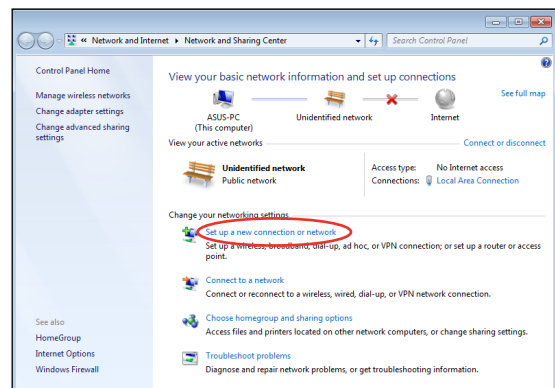 « Network and Internet ▸ Network and Sharing Center
Search Control Panel
Control Panel Home
Manage wireless networks
Change adapter settings
Change advanced sharing
settings
See also
HomeGroup
Internet Options
Windows Firewall
View your basic network information and set up connections
See full map
ASUS-PC
(This computer)
Unidentified network
Internet
View your active networks
Connect or disconnect
Unidentified network
Public network
Access type: No Internet access
Connections: Local Area Connection
Change your networking settings
Set up a new connection or network
Set up a wireless, broadband, dial-up, ad hoc, or VPN connection; or set up a router or access
point.
Connect to a network
Connect or reconnect to a wireless, wired, dial-up, or VPN network connection.
Choose homegroup and sharing options
Access files and printers located on other network computers, or change sharing settings.
Troubleshoot problems
Diagnose and repair network problems, or get troubleshooting information.